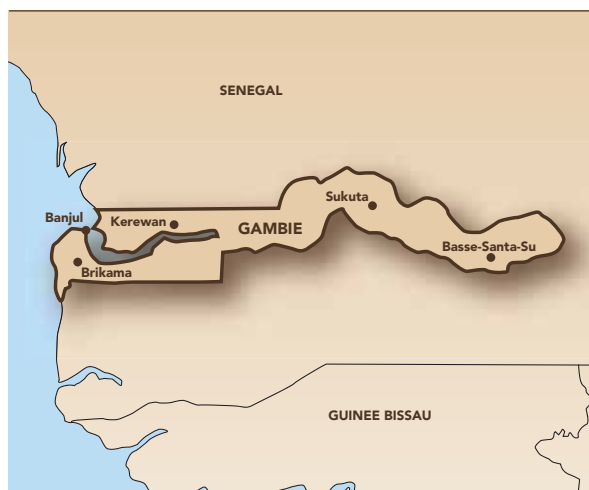 SENEGAL
Sukuta
Banjul
Kerewan
GAMBIE
Basse-Santa-Su
Brikama
GUINEE BISSAU